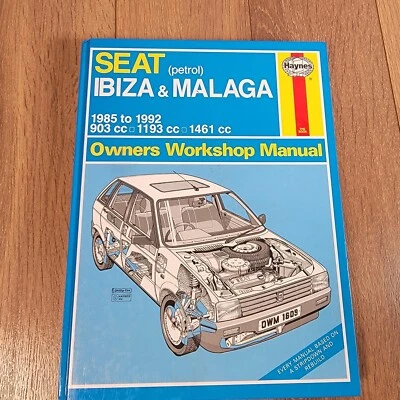 SEAT (petrol)
IBIZA & MALAGA
Haynes
1985 to 1992
903 cc □ 1193 cc □ 1461 cc
Owners Workshop Manual
DWM 1609
EVERY MANUAL BASED ON
A STRIPDOWN AND
REBUILD